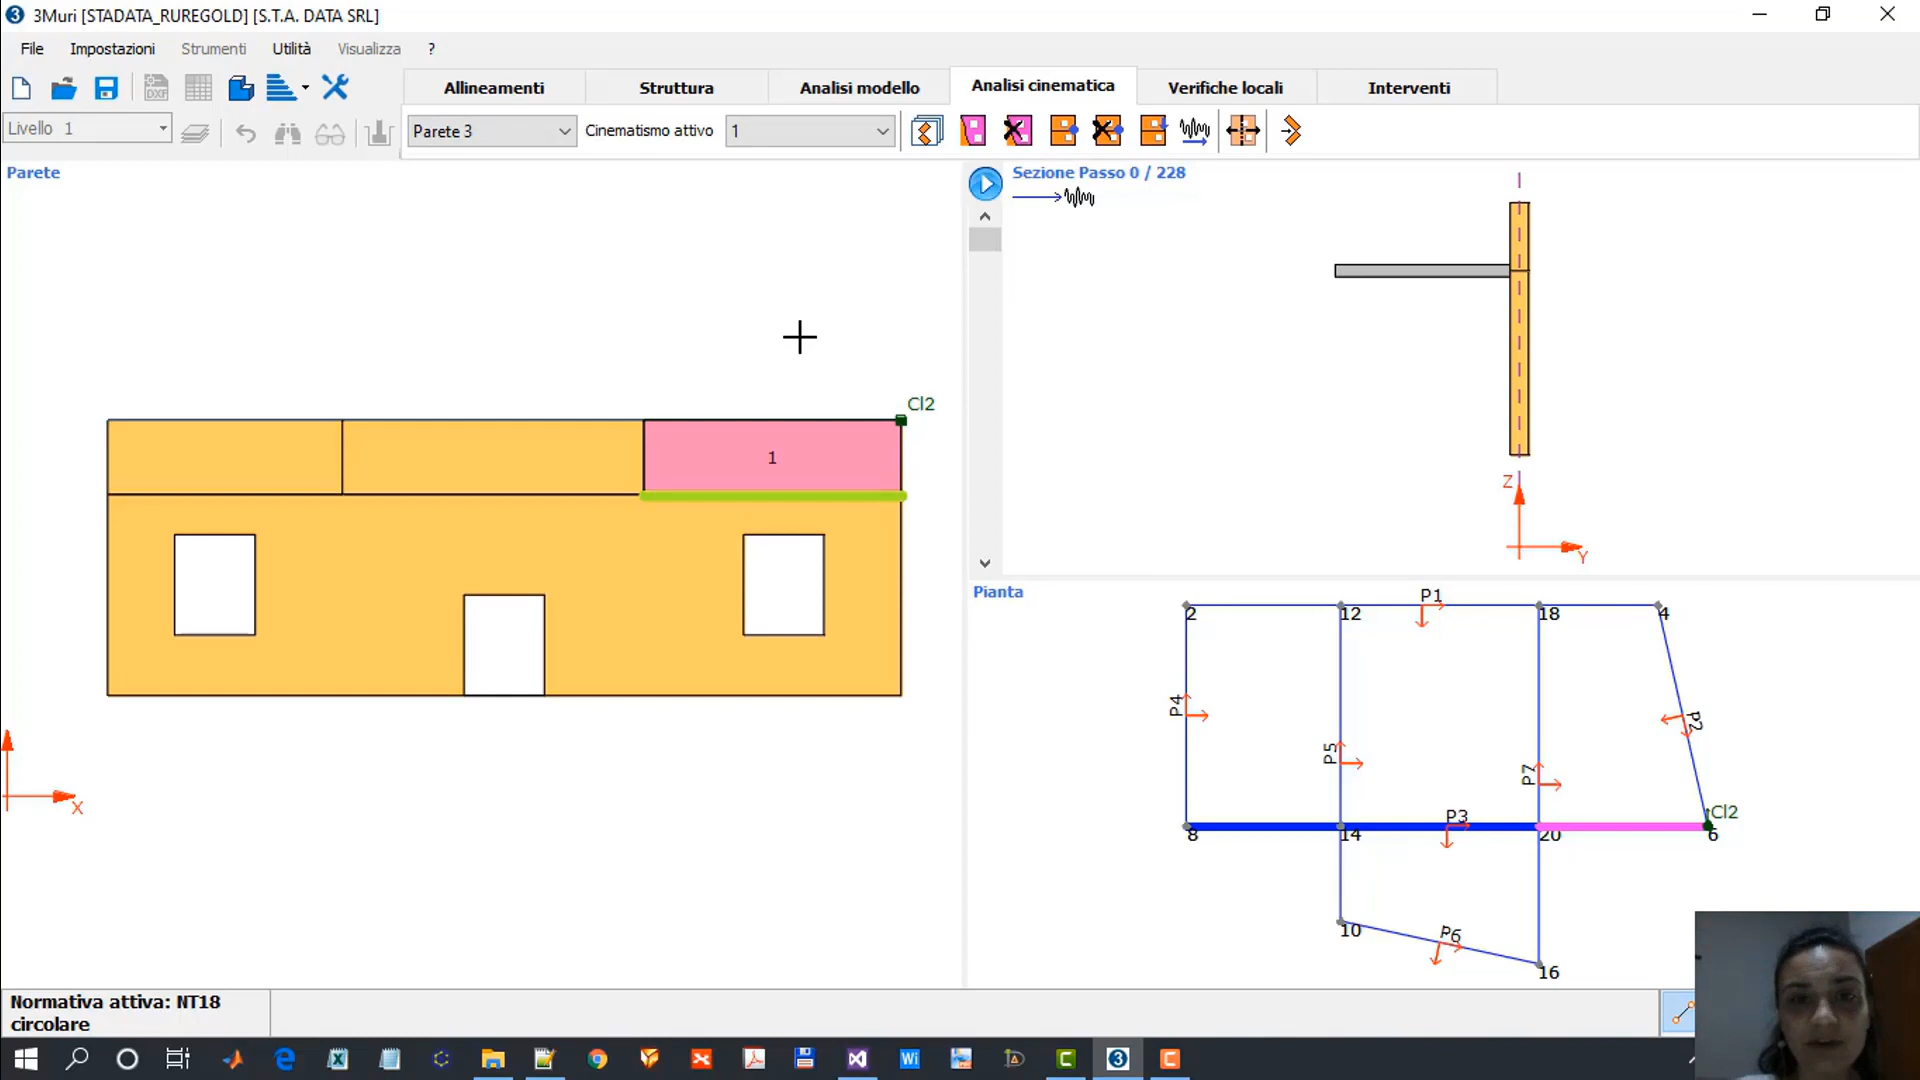 3Muri [STADATA_RUREGOLD] [S.T.A. DATA SRL]
File Impostazioni Strumenti Utilità Visualizza ?
DXF
Allineamenti Struttura Analisi modello Analisi cinematica Verifiche locali Interventi
Livello 1
Parete 3
Cinematismo attivo
1
Parete
Cl2
1
X
Sezione Passo 0 / 228
Z
Y
Pianta
P1
2
12
18
4
P4
P5
P7
P2
Cl2
P3
8
14
20
6
10
P6
16
Normativa attiva: NT18
circolare